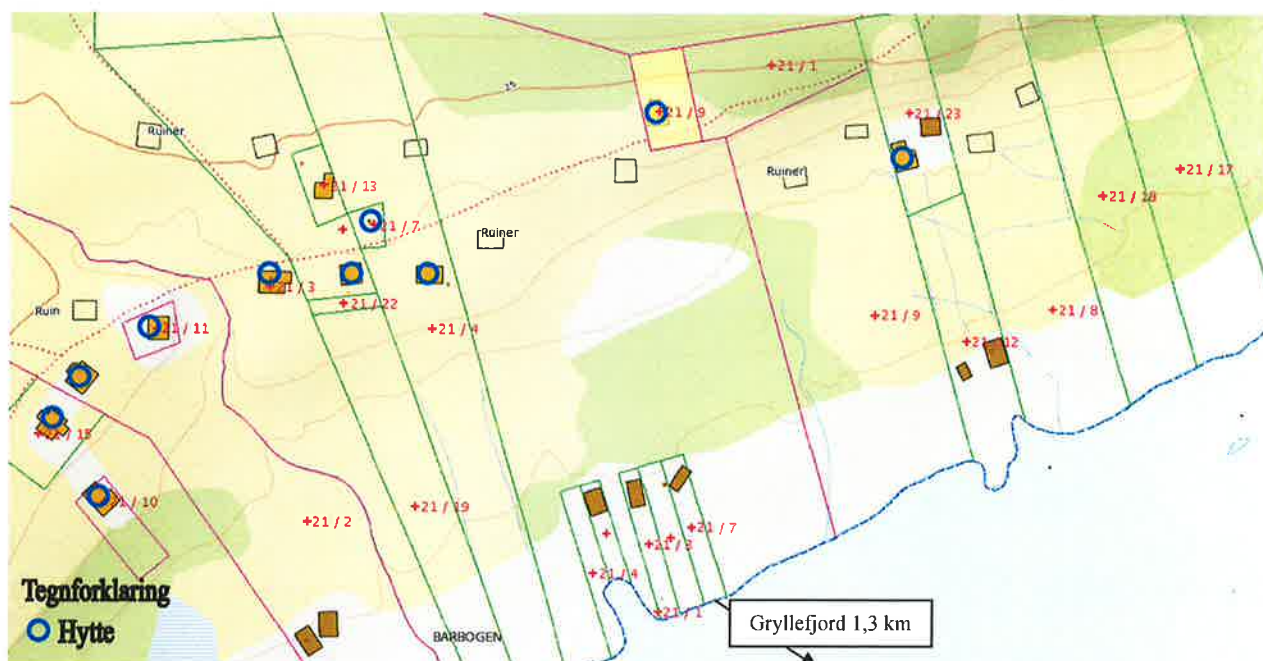 25
+21 / 1
+21 / 9
+21 / 23
Ruiner
Ruiner
+21 / 17
+21 / 13
+21 / 18
+21 / 7
Ruiner
+21 / 3
+21 / 22
Ruin
+21 / 11
+21 / 4
+21 / 9
+21 / 8
+21 / 12
+21 / 15
+21 / 10
+21 / 2
+21 / 19
+21 / 7
+21 / 3
+21 / 4
+21 / 1
Tegnforklaring
Hytte
BARBOGEN
Gryllefjord 1,3 km